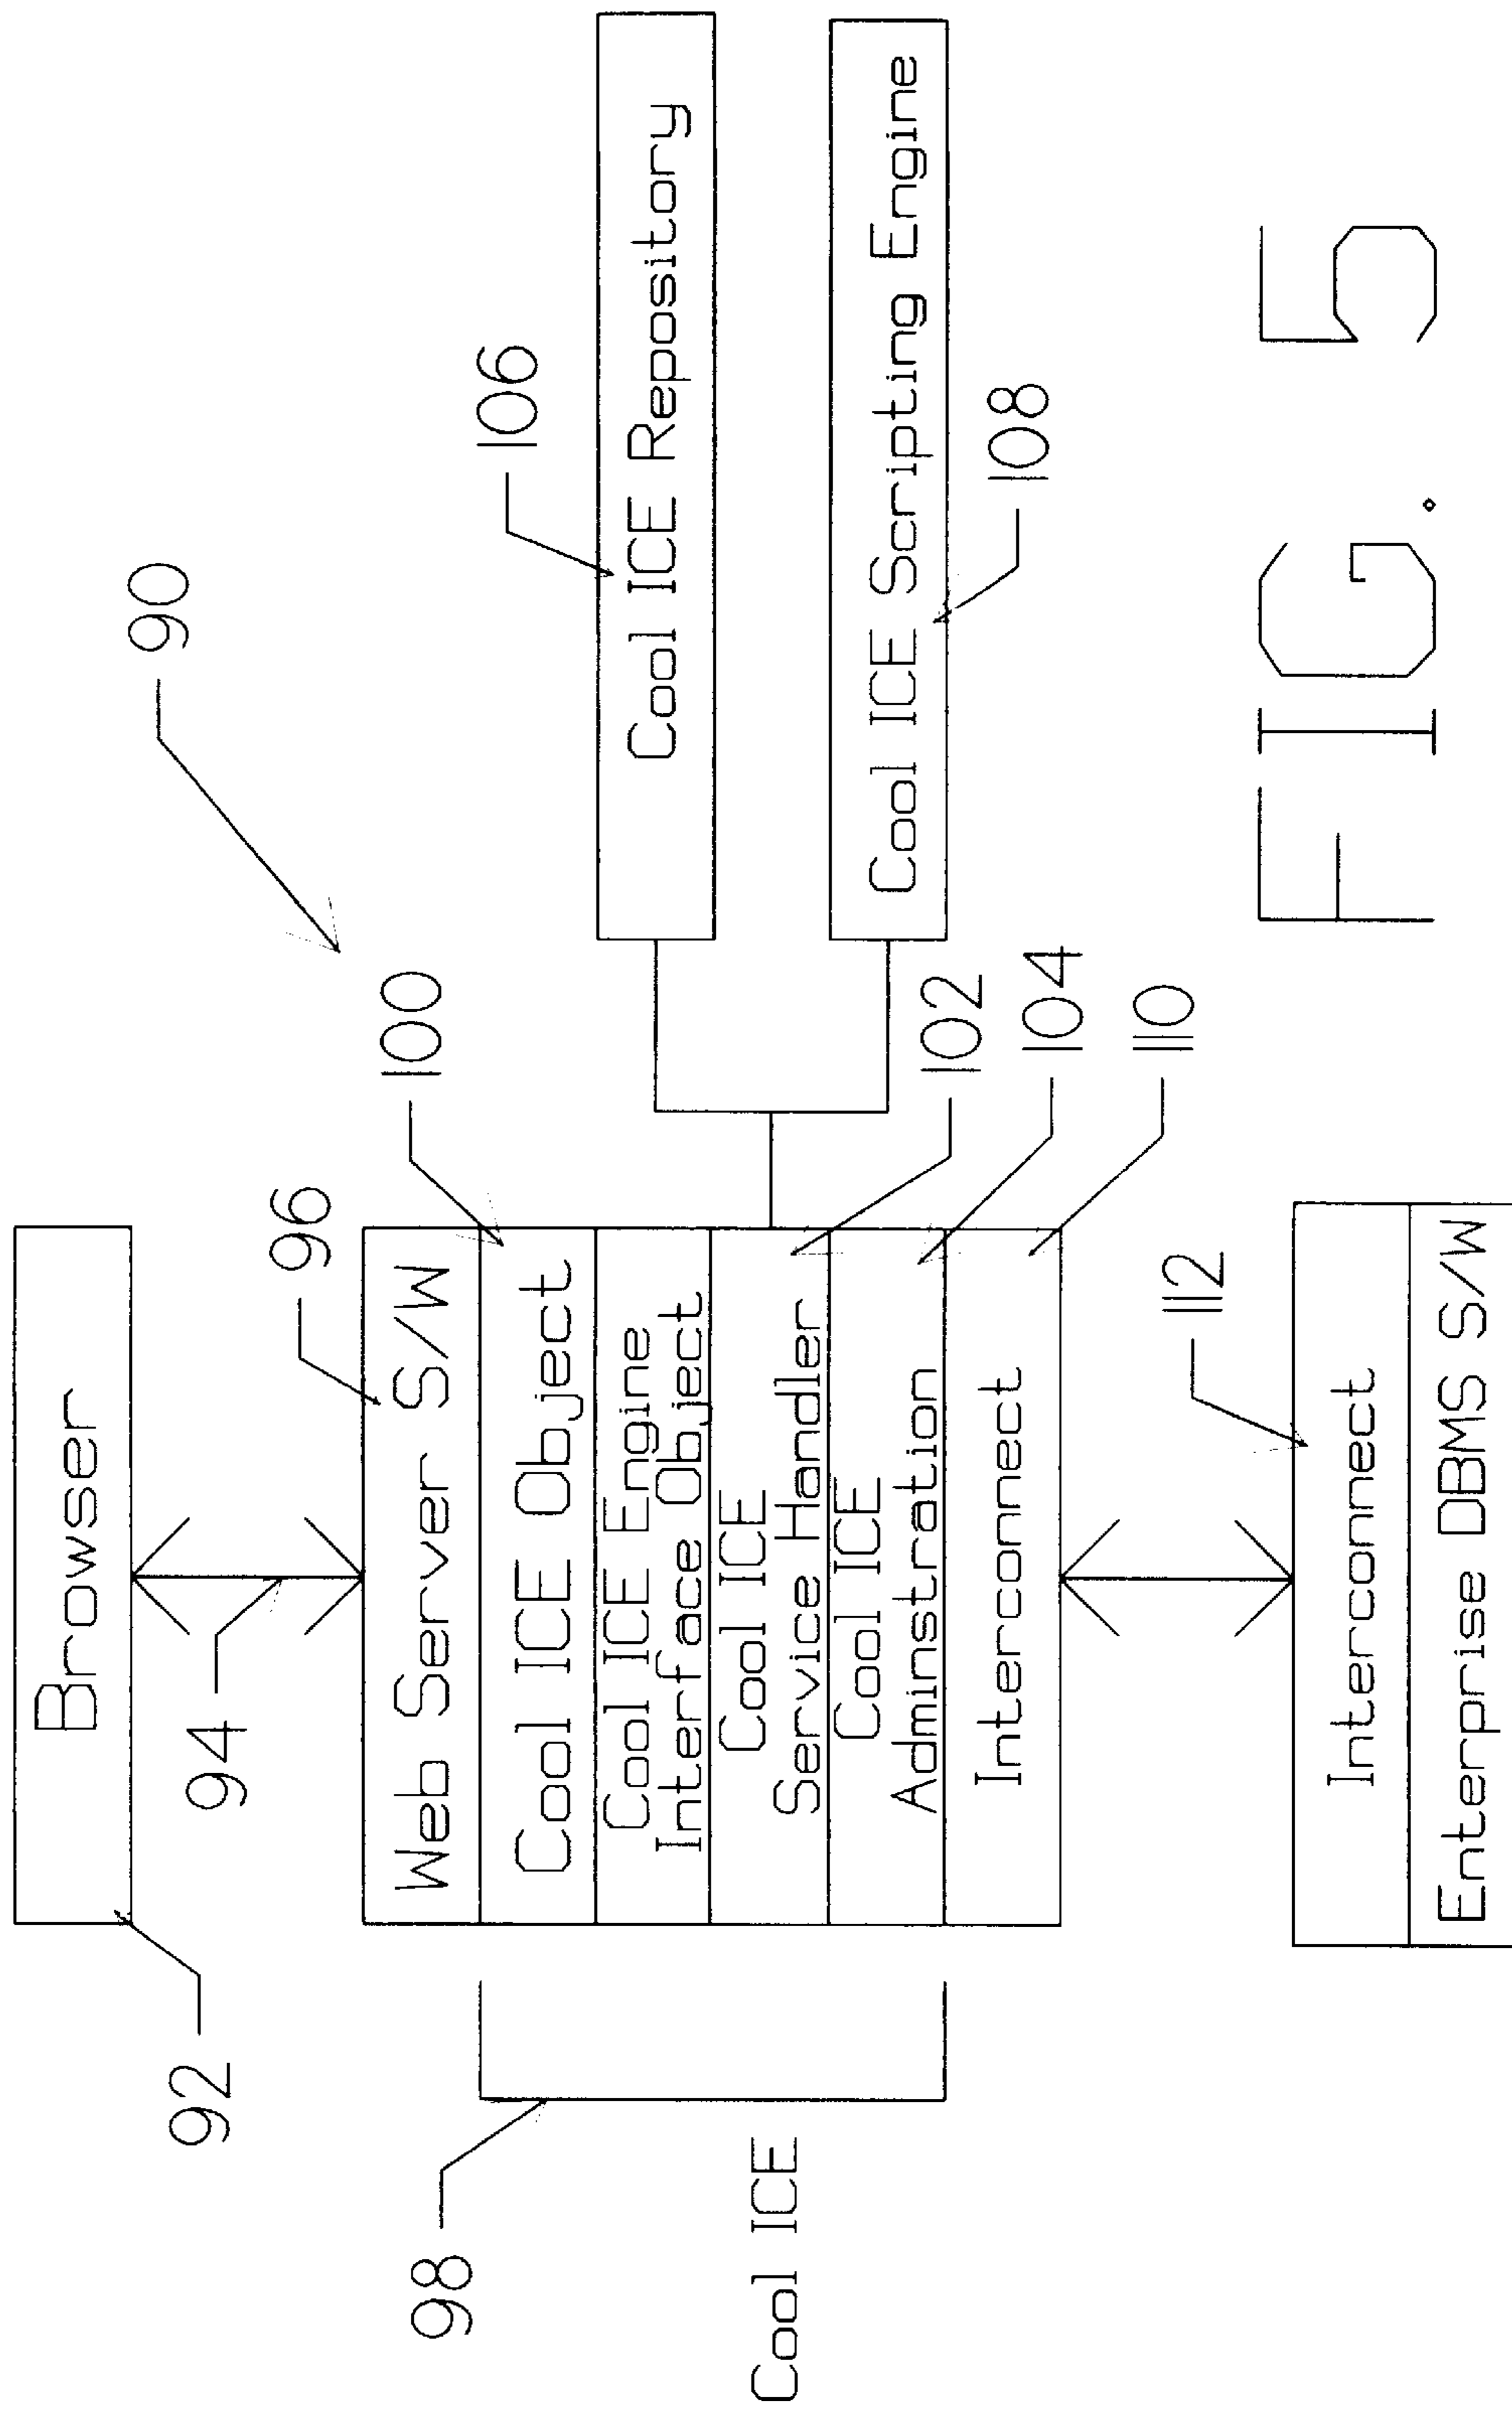 Browser
92
94
90
96
Web Server S/W
100
Cool ICE Object
Cool ICE Engine
Interface Object
Cool ICE
Service Handler
Cool ICE
Adminstration
Interconnect
98
Cool ICE
106
Cool ICE Repository
Cool ICE Scripting Engine
108
102
104
110
112
Interconnect
Enterprise DBMS S/W
FIG. 5